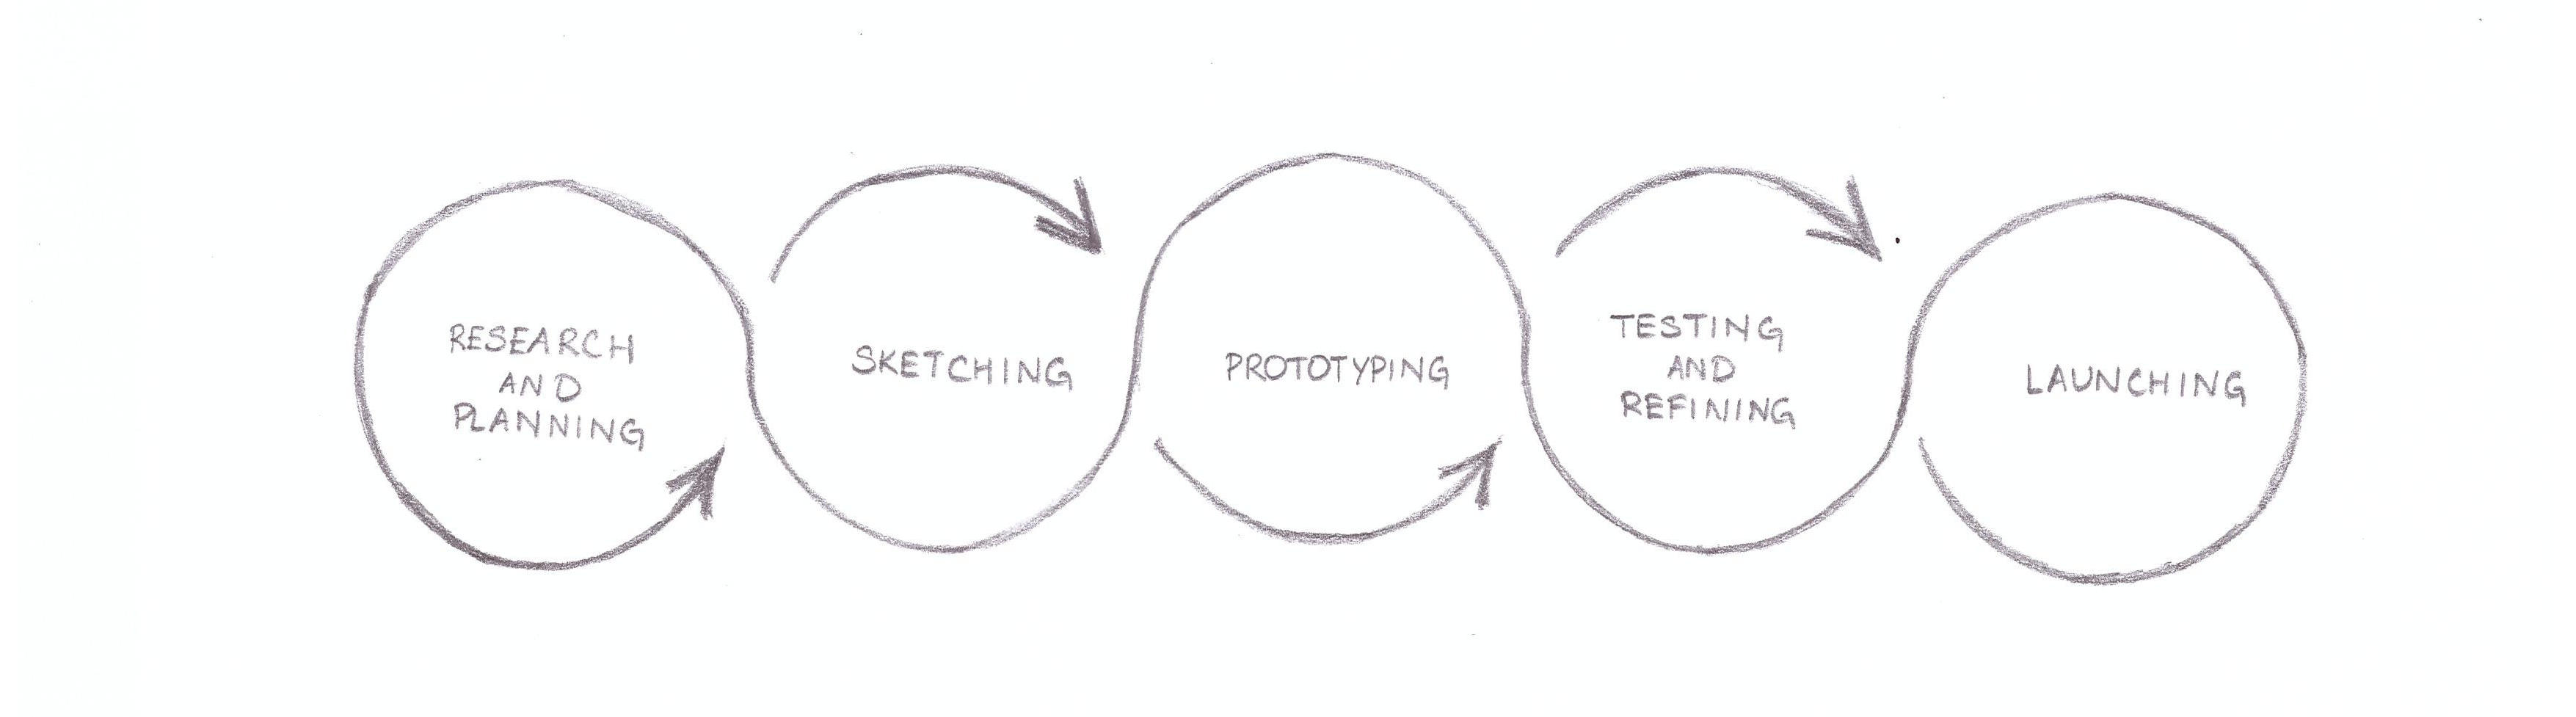 RESEARCH
AND
PLANNING
SKETCHING
PROTOTYPING
TESTING
AND
REFINING
LAUNCHING